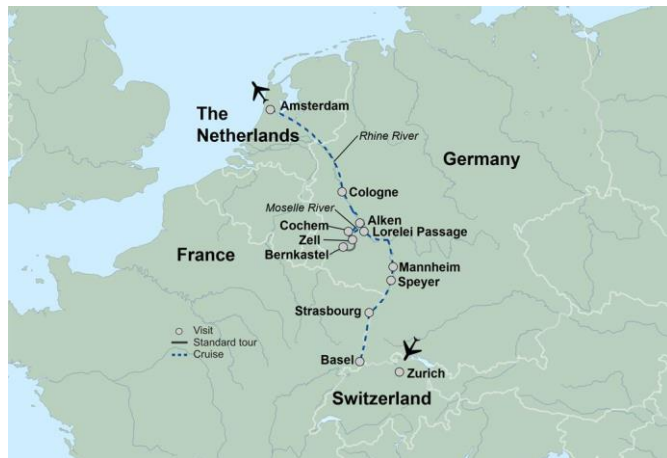 Amsterdam
The
Netherlands
Rhine River
Germany
Cologne
Moselle River
Alken
Cochem
Lorelei Passage
Zell
Bernkastel
France
Mannheim
Speyer
Strasbourg
Visit
Standard tour
Cruise
Basel
Zurich
Switzerland